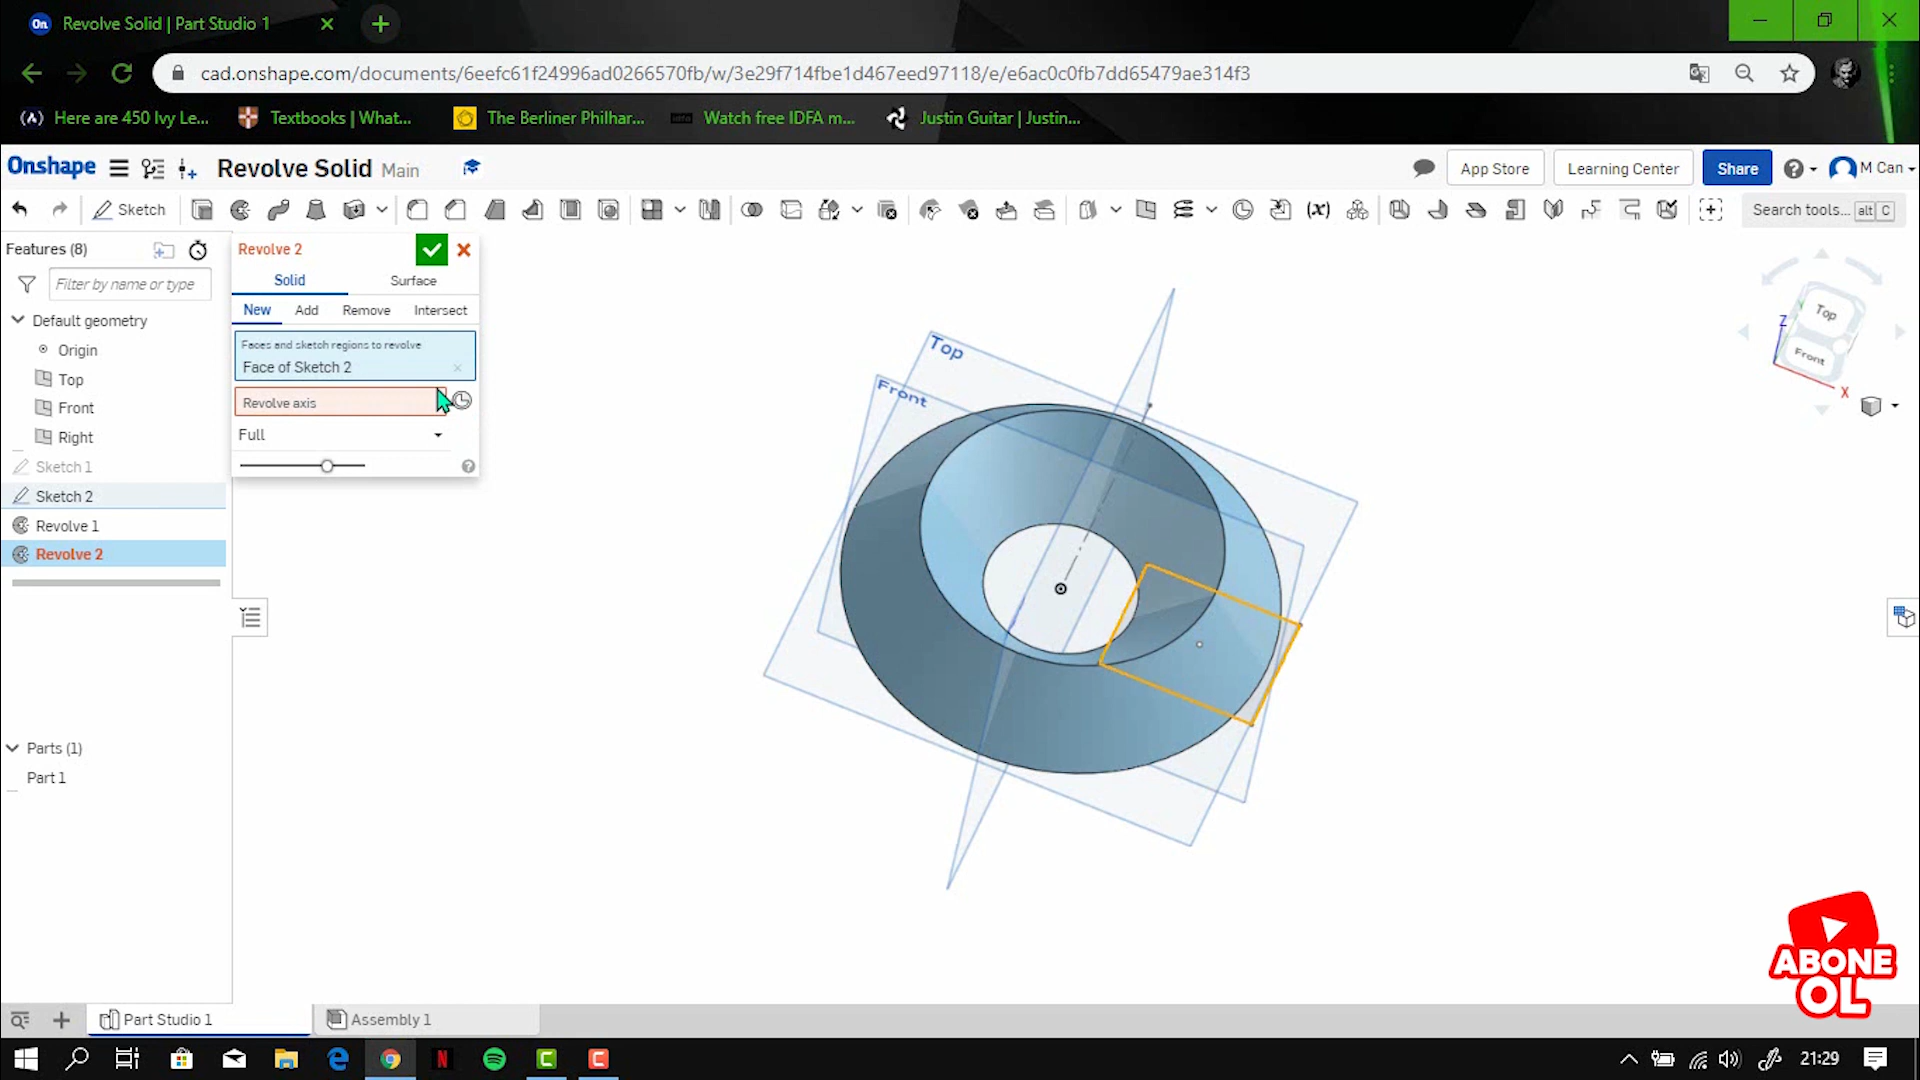 Revolve Solid | Part Studio 1
cad.onshape.com/documents/6eefc61f24996ad0266570fb/w/3e29f714fbe1d467eed97118/e/e6ac0c0fb7dd65479ae314f3
Here are 450 Ivy Le... Textbooks | What... The Berliner Philhar... Watch free IDFA m... Justin Guitar | Justin...
Onshape Revolve Solid Main App Store Learning Center Share M Can
Sketch Search tools... alt C
Features (8)
Filter by name or type
Default geometry
Origin
Top
Front
Right
Sketch 1
Sketch 2
Revolve 1
Revolve 2
Parts (1)
Part 1
Revolve 2
Solid Surface
New Add Remove Intersect
Faces and sketch regions to revolve
Face of Sketch 2
Revolve axis
Full
Top
Front
Top
Z
Front
X
ABONE
OL
Part Studio 1 Assembly 1
21:29